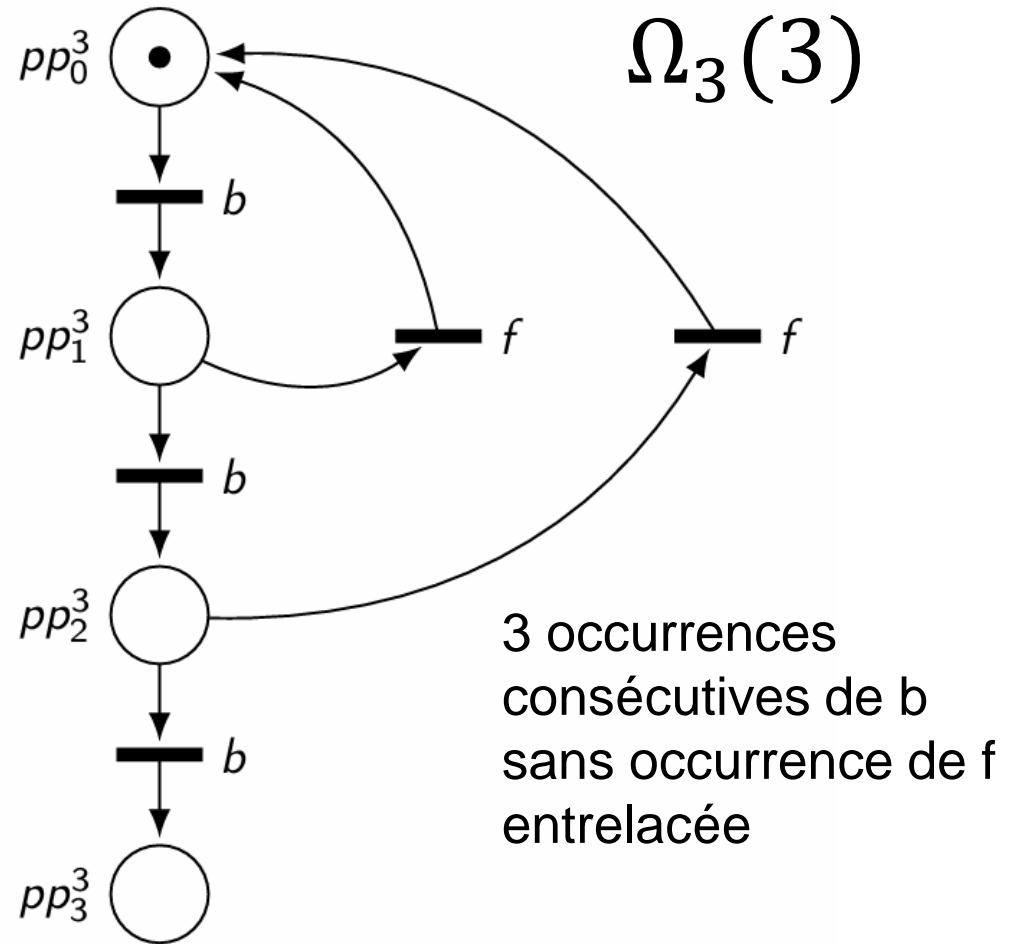 Ω₃(3)
pp₀³
b
pp₁³
f
f
b
pp₂³
3 occurrences
consécutives de b
sans occurrence de f
entrelacée
b
pp₃³